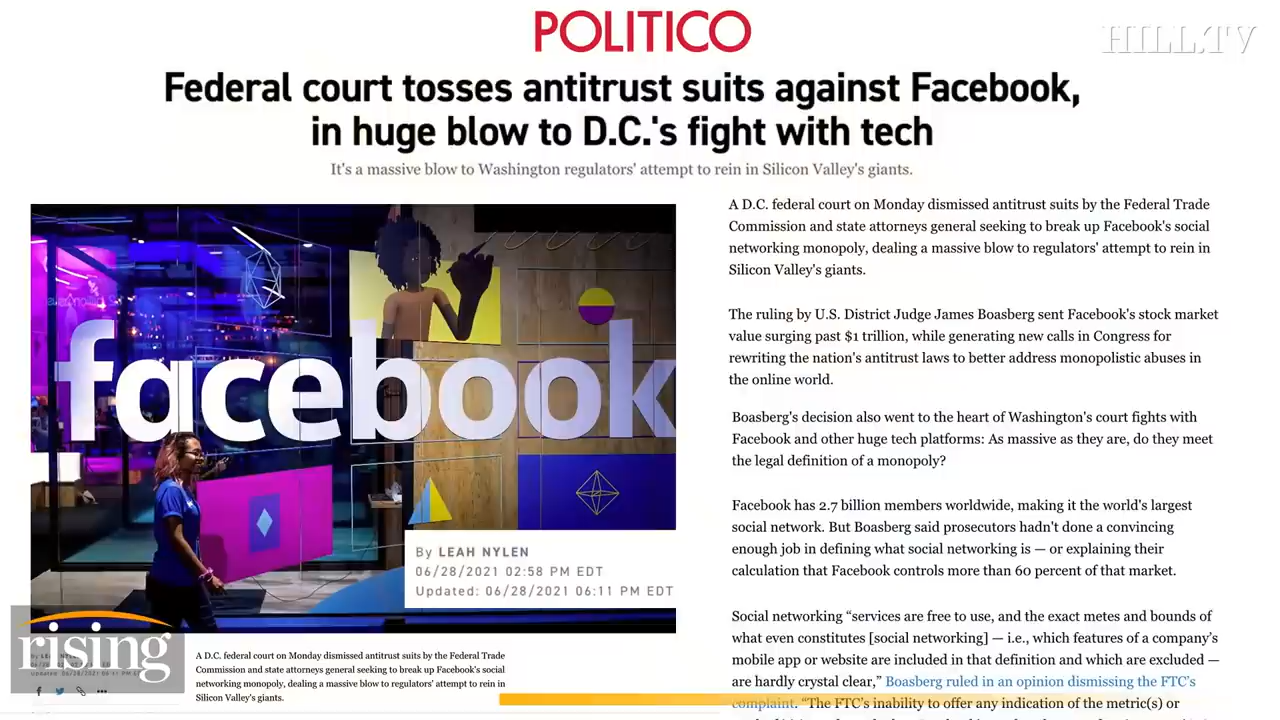 POLITICO
HILL.TV
Federal court tosses antitrust suits against Facebook,
in huge blow to D.C.'s fight with tech
It's a massive blow to Washington regulators' attempt to rein in Silicon Valley's giants.
facebook
By LEAH NYLEN
06/28/2021 02:58 PM EDT
Updated: 06/28/2021 06:11 PM EDT
A D.C. federal court on Monday dismissed antitrust suits by the Federal Trade
Commission and state attorneys general seeking to break up Facebook's social
networking monopoly, dealing a massive blow to regulators' attempt to rein in
Silicon Valley's giants.
The ruling by U.S. District Judge James Boasberg sent Facebook's stock market
value surging past $1 trillion, while generating new calls in Congress for
rewriting the nation's antitrust laws to better address monopolistic abuses in
the online world.
Boasberg's decision also went to the heart of Washington's court fights with
Facebook and other huge tech platforms: As massive as they are, do they meet
the legal definition of a monopoly?
Facebook has 2.7 billion members worldwide, making it the world's largest
social network. But Boasberg said prosecutors hadn't done a convincing
enough job in defining what social networking is — or explaining their
calculation that Facebook controls more than 60 percent of that market.
Social networking “services are free to use, and the exact metes and bounds of
what even constitutes [social networking] — i.e., which features of a company's
mobile app or website are included in that definition and which are excluded —
are hardly crystal clear,” Boasberg ruled in an opinion dismissing the FTC's
complaint. “The FTC's inability to offer any indication of the metric(s) or
rising
A D.C. federal court on Monday dismissed antitrust suits by the Federal Trade
Commission and state attorneys general seeking to break up Facebook's social
networking monopoly, dealing a massive blow to regulators' attempt to rein in
Silicon Valley's giants.